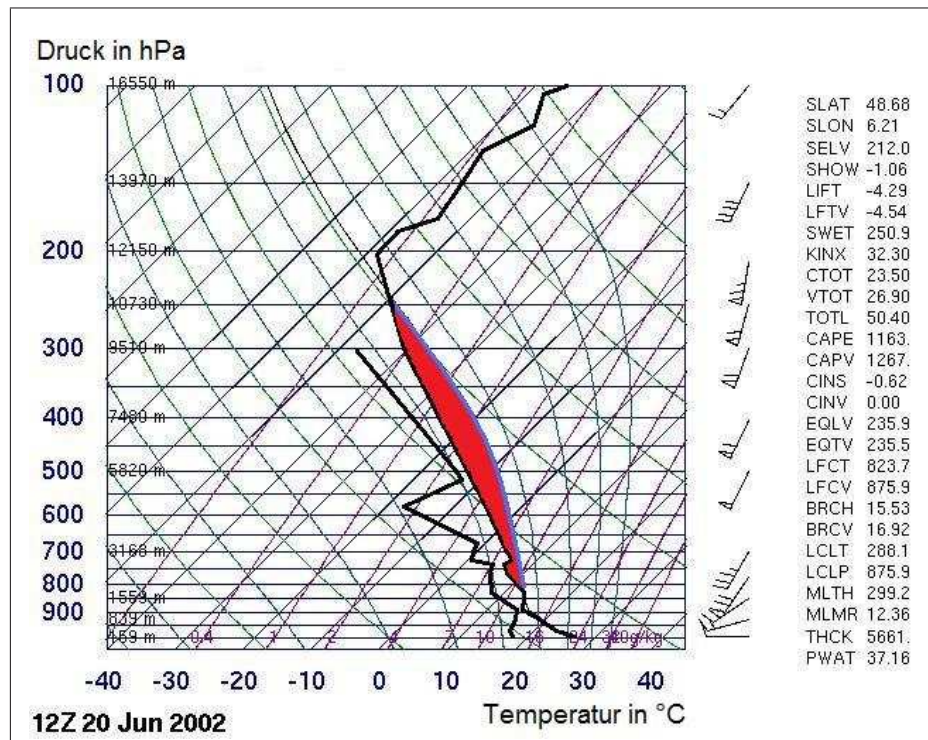 Druck in hPa
100
16550 m
13970 m
200
12150 m
10730 m
300
9510 m
400
7480 m
500
5820 m
600
700
3168 m
800
1559 m
900
839 m
159 m
0.4 1 2 4 7 10 16 24 32 40g/kg
-40 -30 -20 -10 0 10 20 30 40
12Z 20 Jun 2002
Temperatur in °C
SLAT 48.68
SLON 6.21
SELV 212.0
SHOW -1.06
LIFT -4.29
LFTV -4.54
SWET 250.9
KINX 32.30
CTOT 23.50
VTOT 26.90
TOTL 50.40
CAPE 1163.
CAPV 1267.
CINS -0.62
CINV 0.00
EQLV 235.9
EQTV 235.5
LFCT 823.7
LFCV 875.9
BRCH 15.53
BRCV 16.92
LCLT 288.1
LCLP 875.9
MLTH 299.2
MLMR 12.36
THCK 5661.
PWAT 37.16